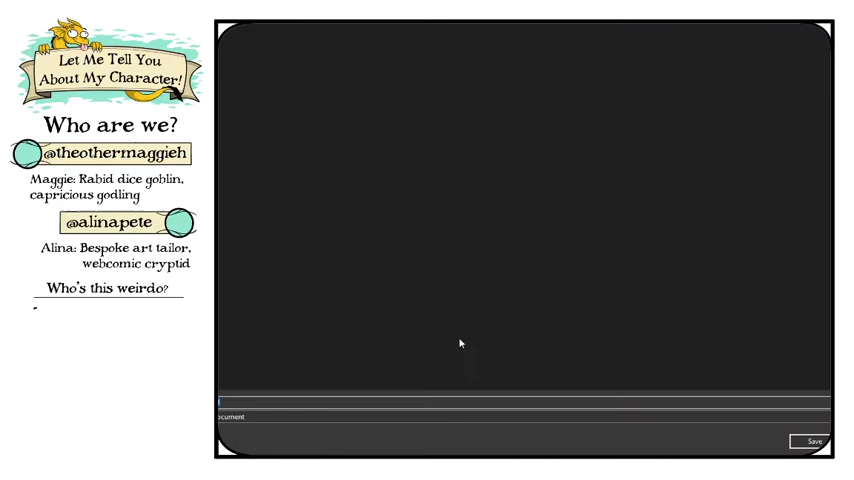 Let Me Tell You
About My Character!
Who are we?
@theothermaggieh
Maggie: Rabid dice goblin,
capricious godling
@alinapete
Alina: Bespoke art tailor,
webcomic cryptid
Who's this weirdo?
-
ocument
Save